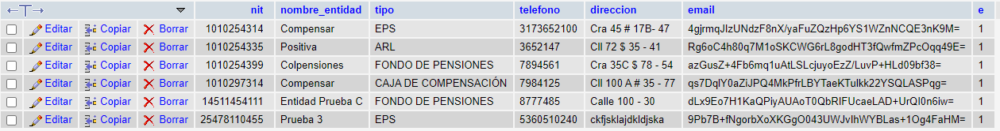 nit nombre_entidad tipo telefono direccion email e
Editar Copiar Borrar 1010254314 Compensar EPS 3173652100 Cra 45 # 17B- 47 4gjrmqJIzUNdzF8nX/yaFuZQzHp6YS1WZnNCQE3nK9M= 1
Editar Copiar Borrar 1010254335 Positiva ARL 3652147 Cll 72 $ 35 - 41 Rg6oC4h80q7M1oSKCWG6rL8godHT3fQwfmZPcOqq49E= 1
Editar Copiar Borrar 1010254399 Colpensiones FONDO DE PENSIONES 7894561 Cra 35C $ 78 - 54 azGusZ+4Fb6mq1uAtLSLcjuyoEzZ/LuvP+HLd09bf38= 1
Editar Copiar Borrar 1010297314 Compensar CAJA DE COMPENSACIÓN 7984125 Cll 100 A # 35 - 77 qs7DqlY0aZiJPQ4MkPfrLBYTaeKTulkk22YSQLASPqg= 1
Editar Copiar Borrar 14511454111 Entidad Prueba C FONDO DE PENSIONES 8777485 Calle 100 - 30 dLx9Eo7H1KaQPiyAUAoT0QbRIFUcaeLAD+UrQI0n6iw= 1
Editar Copiar Borrar 25478110455 Prueba 3 EPS 5360510240 ckfjsklajdkldjska 9Pb7B+fNgorbXoXKGgO043UWJvIhWYBLas+1Og4FaHM= 1